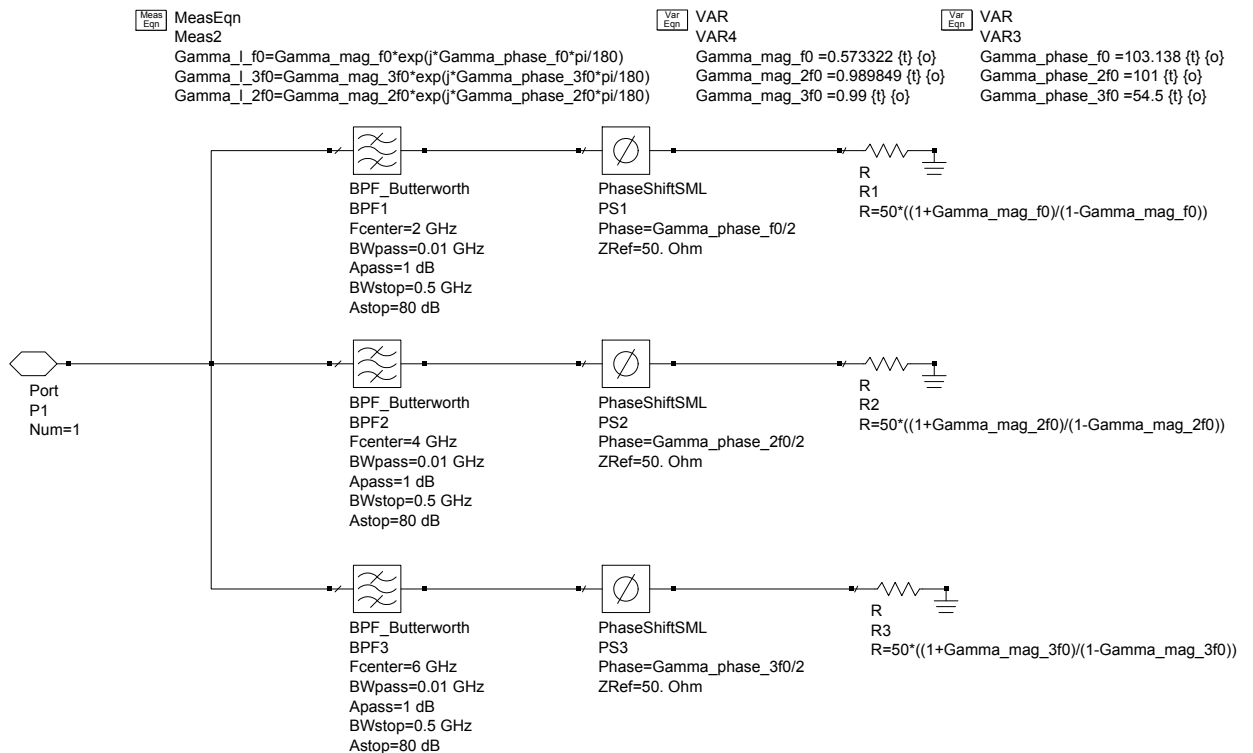 Meas
Eqn
MeasEqn
Meas2
Gamma_l_f0=Gamma_mag_f0*exp(j*Gamma_phase_f0*pi/180)
Gamma_l_3f0=Gamma_mag_3f0*exp(j*Gamma_phase_3f0*pi/180)
Gamma_l_2f0=Gamma_mag_2f0*exp(j*Gamma_phase_2f0*pi/180)
Var
Eqn
VAR
VAR4
Gamma_mag_f0 =0.573322 {t} {o}
Gamma_mag_2f0 =0.989849 {t} {o}
Gamma_mag_3f0 =0.99 {t} {o}
Var
Eqn
VAR
VAR3
Gamma_phase_f0 =103.138 {t} {o}
Gamma_phase_2f0 =101 {t} {o}
Gamma_phase_3f0 =54.5 {t} {o}
BPF_Butterworth
BPF1
Fcenter=2 GHz
BWpass=0.01 GHz
Apass=1 dB
BWstop=0.5 GHz
Astop=80 dB
PhaseShiftSML
PS1
Phase=Gamma_phase_f0/2
ZRef=50. Ohm
R
R1
R=50*((1+Gamma_mag_f0)/(1-Gamma_mag_f0))
Port
P1
Num=1
BPF_Butterworth
BPF2
Fcenter=4 GHz
BWpass=0.01 GHz
Apass=1 dB
BWstop=0.5 GHz
Astop=80 dB
PhaseShiftSML
PS2
Phase=Gamma_phase_2f0/2
ZRef=50. Ohm
R
R2
R=50*((1+Gamma_mag_2f0)/(1-Gamma_mag_2f0))
BPF_Butterworth
BPF3
Fcenter=6 GHz
BWpass=0.01 GHz
Apass=1 dB
BWstop=0.5 GHz
Astop=80 dB
PhaseShiftSML
PS3
Phase=Gamma_phase_3f0/2
ZRef=50. Ohm
R
R3
R=50*((1+Gamma_mag_3f0)/(1-Gamma_mag_3f0))